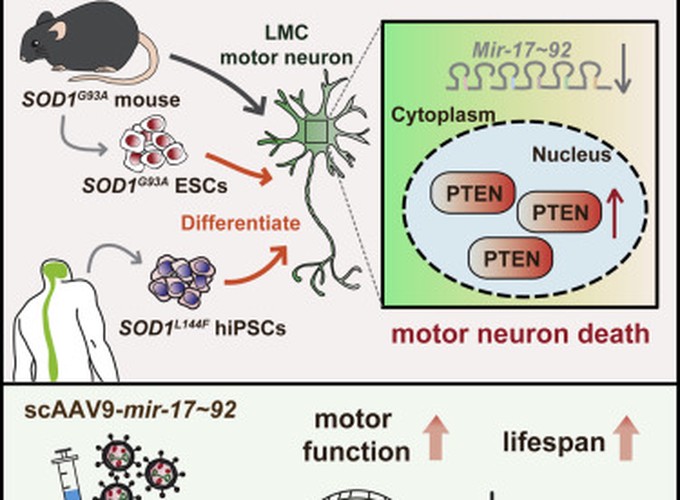 LMC
motor neuron
SOD1G93A mouse
SOD1G93A ESCs
Differentiate
SOD1L144F hiPSCs
Mir-17~92
Cytoplasm
Nucleus
PTEN
PTEN
PTEN
motor neuron death
scAAV9-mir-17~92
motor
function
lifespan